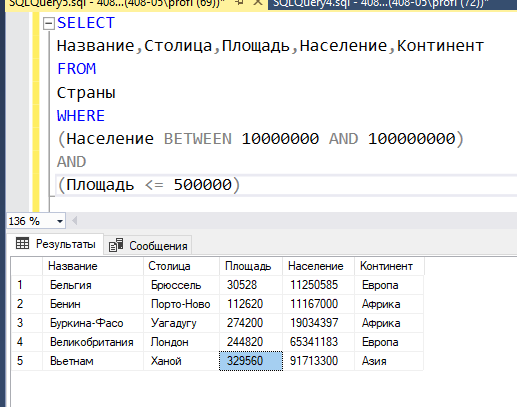 SQLQuery5.sql - 408...(408-05\profi (69))* SQLQuery4.sql - 408...(408-05\profi (72))*
SELECT
Название,Столица,Площадь,Население,Континент
FROM
Страны
WHERE
(Население BETWEEN 10000000 AND 100000000)
AND
(Площадь <= 500000)
136 %
Результаты Сообщения
Название Столица Площадь Население Континент
1 Бельгия Брюссель 30528 11250585 Европа
2 Бенин Порто-Ново 112620 11167000 Африка
3 Буркина-Фасо Уагадугу 274200 19034397 Африка
4 Великобритания Лондон 244820 65341183 Европа
5 Вьетнам Ханой 329560 91713300 Азия